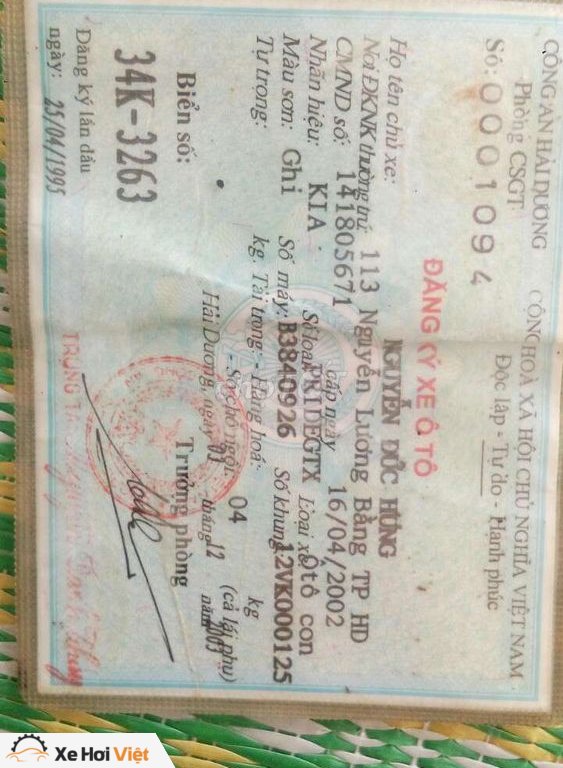 CÔNG AN HẢI DƯƠNG
Phòng CSGT
Số: 0001094
CỘNG HOÀ XÃ HỘI CHỦ NGHĨA VIỆT NAM
Độc lập - Tự do - Hạnh phúc
ĐĂNG KÝ XE Ô TÔ
Họ tên chủ xe: NGUYỄN ĐỨC HÙNG
Nơi ĐKNK thường trú 113 Nguyễn Lương Bằng TP HD
CMND số: 141805671 cấp ngày 16/04/2002
Nhãn hiệu: KIA Số loại PRIDEGTX Loại xe ôtô con
Màu sơn: Ghi Số máy: B3840926 Số khung 12VK000125
Tự trọng: kg. Tải trọng: - Hàng hoá: kg
- Số chỗ ngồi 04 (cả lái phụ)
Biển số:
34K-3263
Hải Dương, ngày tháng 12 năm 2003
Trưởng phòng
Đăng ký lần đầu
ngày: 25/04/1995
TRUNG TÁ
Xe Hơi Việt